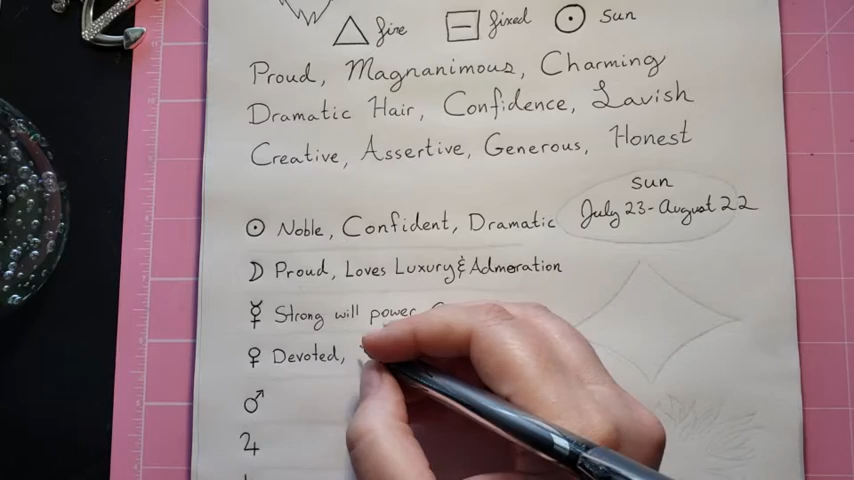 fire fixed Sun
Proud, Magnanimous, Charming
Dramatic Hair, Confidence, Lavish
Creative, Assertive, Generous, Honest
sun
July 23-August 22
☉ Noble, Confident, Dramatic
☽ Proud, Loves Luxury & Admoration
☿ Strong will power
♀ Devoted,
♂
♃